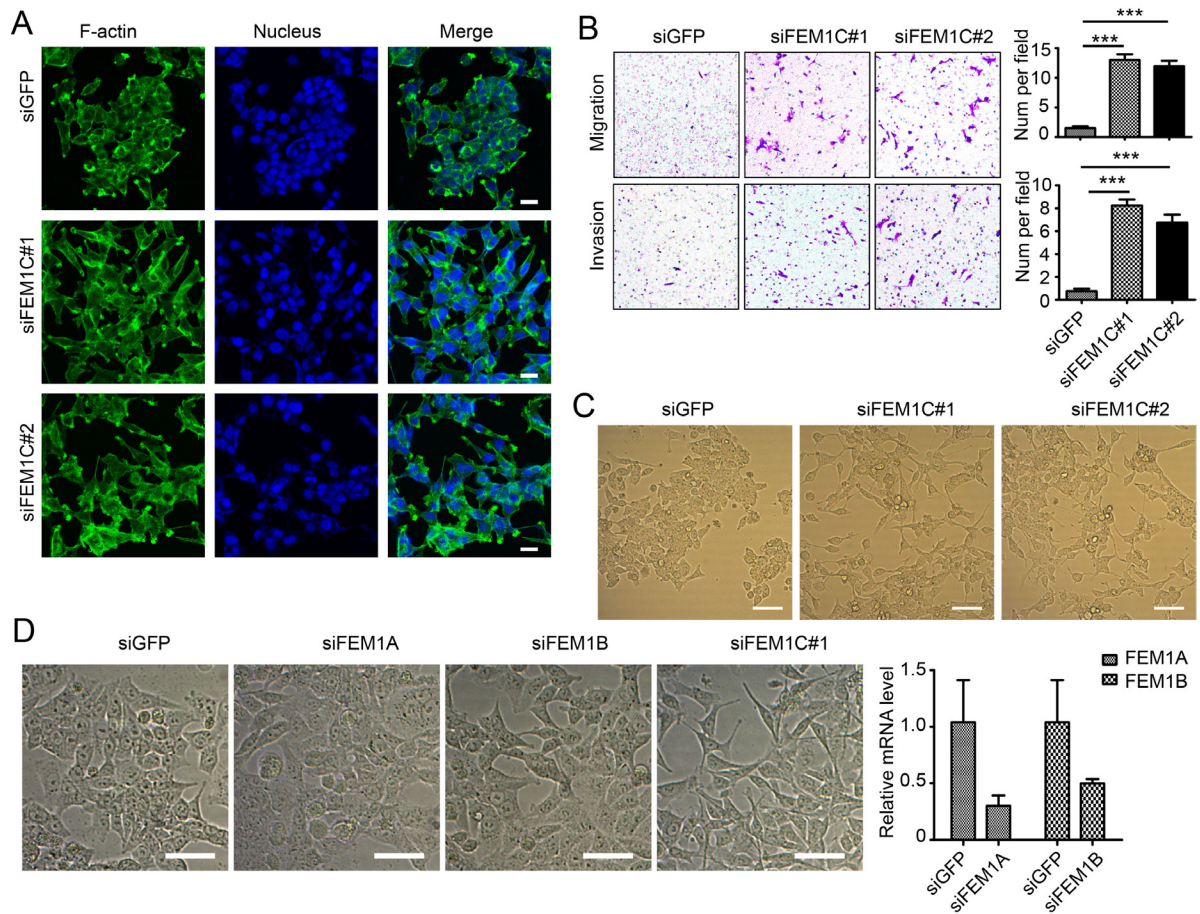 A
F-actin
Nucleus
Merge
siGFP
siFEM1C#1
siFEM1C#2
B
siGFP
siFEM1C#1
siFEM1C#2
Migration
Invasion
***
***
Num per field
15
10
5
0
***
***
Num per field
10
8
6
4
2
0
siGFP
siFEM1C#1
siFEM1C#2
C
siGFP
siFEM1C#1
siFEM1C#2
D
siGFP
siFEM1A
siFEM1B
siFEM1C#1
Relative mRNA level
1.5
1.0
0.5
0
FEM1A
FEM1B
siGFP
siFEM1A
siGFP
siFEM1B